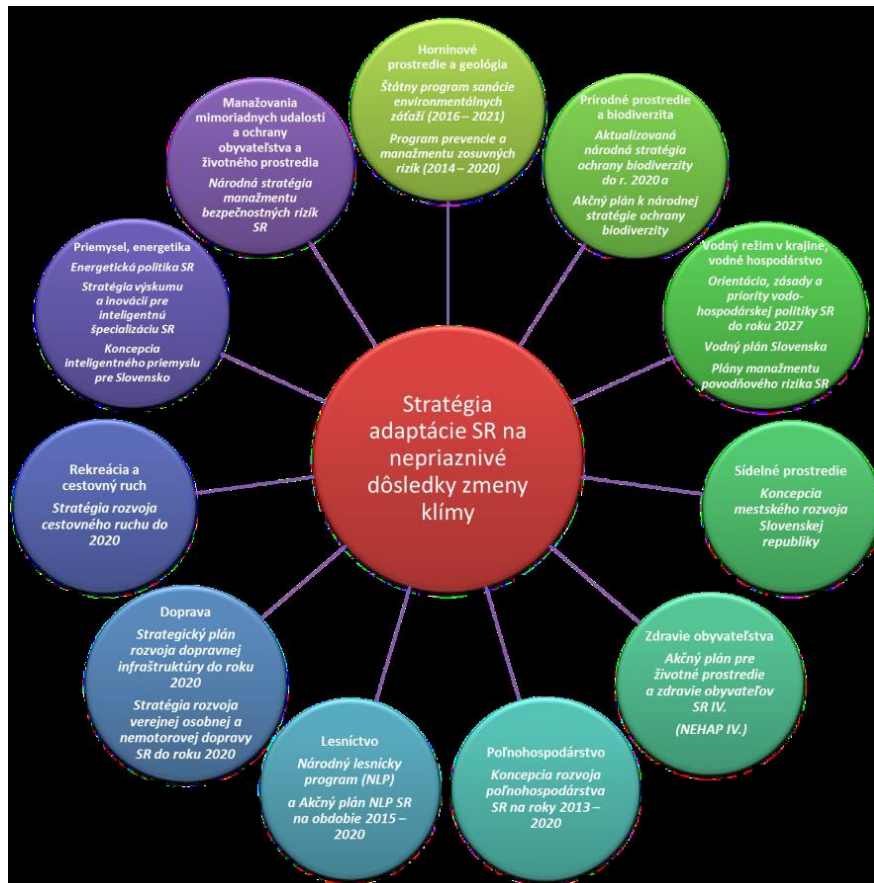 Horninové
prostredie a geológia
Štátny program sanácie
environmentálnych
záťaží (2016 – 2021)
Program prevencie a
manažmentu zosuvných
rizík (2014 – 2020)
Prírodné prostredie
a biodiverzita
Aktualizovaná
národná stratégia
ochrany biodiverzity
do r. 2020 a
Akčný plán k národnej
stratégie ochrany
biodiverzity
Vodný režim v krajine,
vodné hospodárstvo
Orientácia, zásady a
priority vodo-
hospodárskej politiky SR
do roku 2027
Vodný plán Slovenska
Plány manažmentu
povodňového rizika SR
Sídelné prostredie
Koncepcia
mestského rozvoja
Slovenskej
republiky
Zdravie obyvateľstva
Akčný plán pre
životné prostredie
a zdravie obyvateľov
SR IV.
(NEHAP IV.)
Poľnohospodárstvo
Koncepcia rozvoja
poľnohospodárstva
SR na roky 2013 –
2020
Lesníctvo
Národný lesnícky
program (NLP)
a Akčný plán NLP SR
na obdobie 2015 –
2020
Doprava
Strategický plán
rozvoja dopravnej
infraštruktúry do roku
2020
Stratégia rozvoja
verejnej osobnej a
nemotorovej dopravy
SR do roku 2020
Rekreácia a
cestovný ruch
Stratégia rozvoja
cestovného ruchu do
2020
Priemysel, energetika
Energetická politika SR
Stratégia výskumu
a inovácií pre
inteligentnú
špecializáciu SR
Koncepcia
inteligentného priemyslu
pre Slovensko
Manažovania
mimoriadnych udalostí
a ochrany
obyvateľstva a
životného prostredia
Národná stratégia
manažmentu
bezpečnostných rizík
SR
Stratégia
adaptácie SR na
nepriaznivé
dôsledky zmeny
klímy